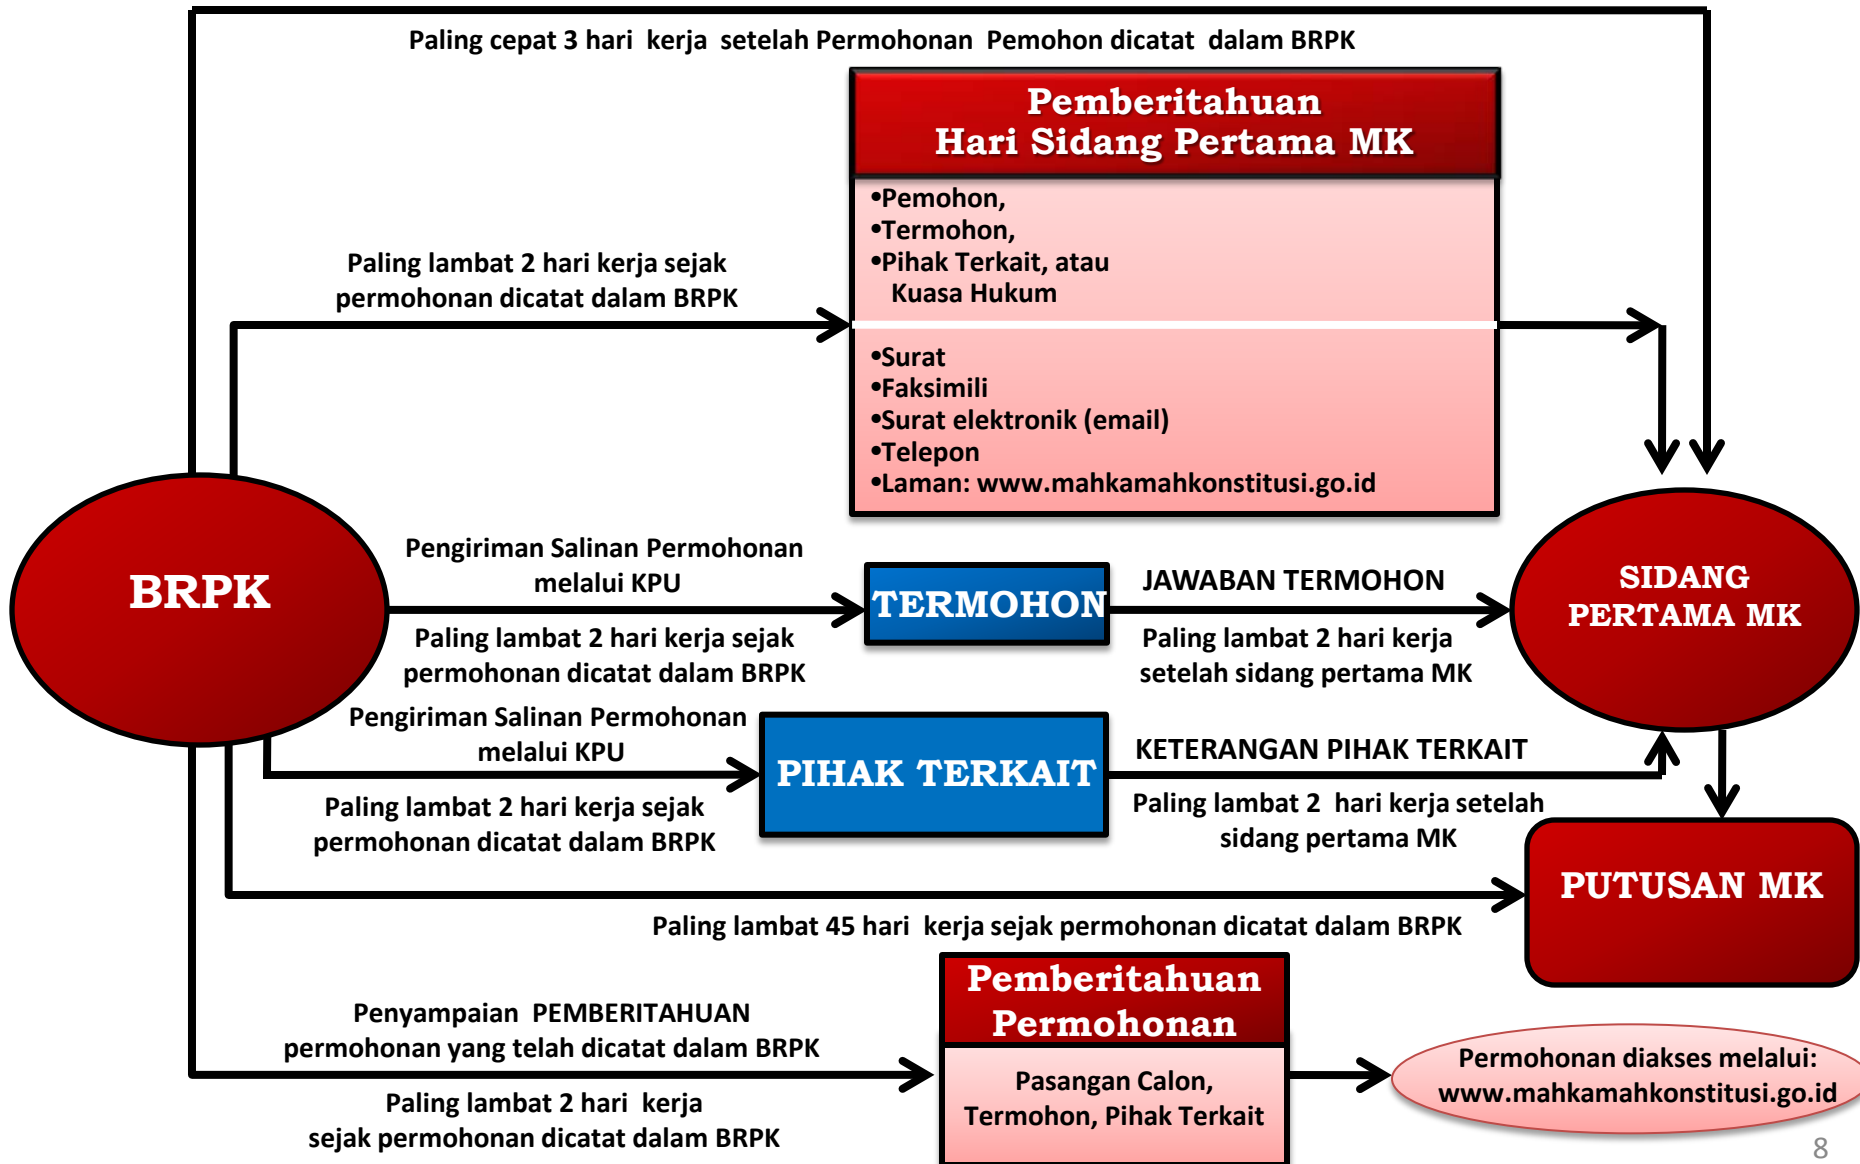 Paling cepat 3 hari kerja setelah Permohonan Pemohon dicatat dalam BRPK
Pemberitahuan
Hari Sidang Pertama MK
•Pemohon,
•Termohon,
•Pihak Terkait, atau
Kuasa Hukum
Paling lambat 2 hari kerja sejak
permohonan dicatat dalam BRPK
•Surat
•Faksimili
•Surat elektronik (email)
•Telepon
•Laman: www.mahkamahkonstitusi.go.id
BRPK
Pengiriman Salinan Permohonan
melalui KPU
Paling lambat 2 hari kerja sejak
permohonan dicatat dalam BRPK
TERMOHON
JAWABAN TERMOHON
Paling lambat 2 hari kerja
setelah sidang pertama MK
SIDANG
PERTAMA MK
Pengiriman Salinan Permohonan
melalui KPU
Paling lambat 2 hari kerja sejak
permohonan dicatat dalam BRPK
PIHAK TERKAIT
KETERANGAN PIHAK TERKAIT
Paling lambat 2 hari kerja setelah
sidang pertama MK
PUTUSAN MK
Paling lambat 45 hari kerja sejak permohonan dicatat dalam BRPK
Penyampaian PEMBERITAHUAN
permohonan yang telah dicatat dalam BRPK
Paling lambat 2 hari kerja
sejak permohonan dicatat dalam BRPK
Pemberitahuan
Permohonan
Pasangan Calon,
Termohon, Pihak Terkait
Permohonan diakses melalui:
www.mahkamahkonstitusi.go.id
8